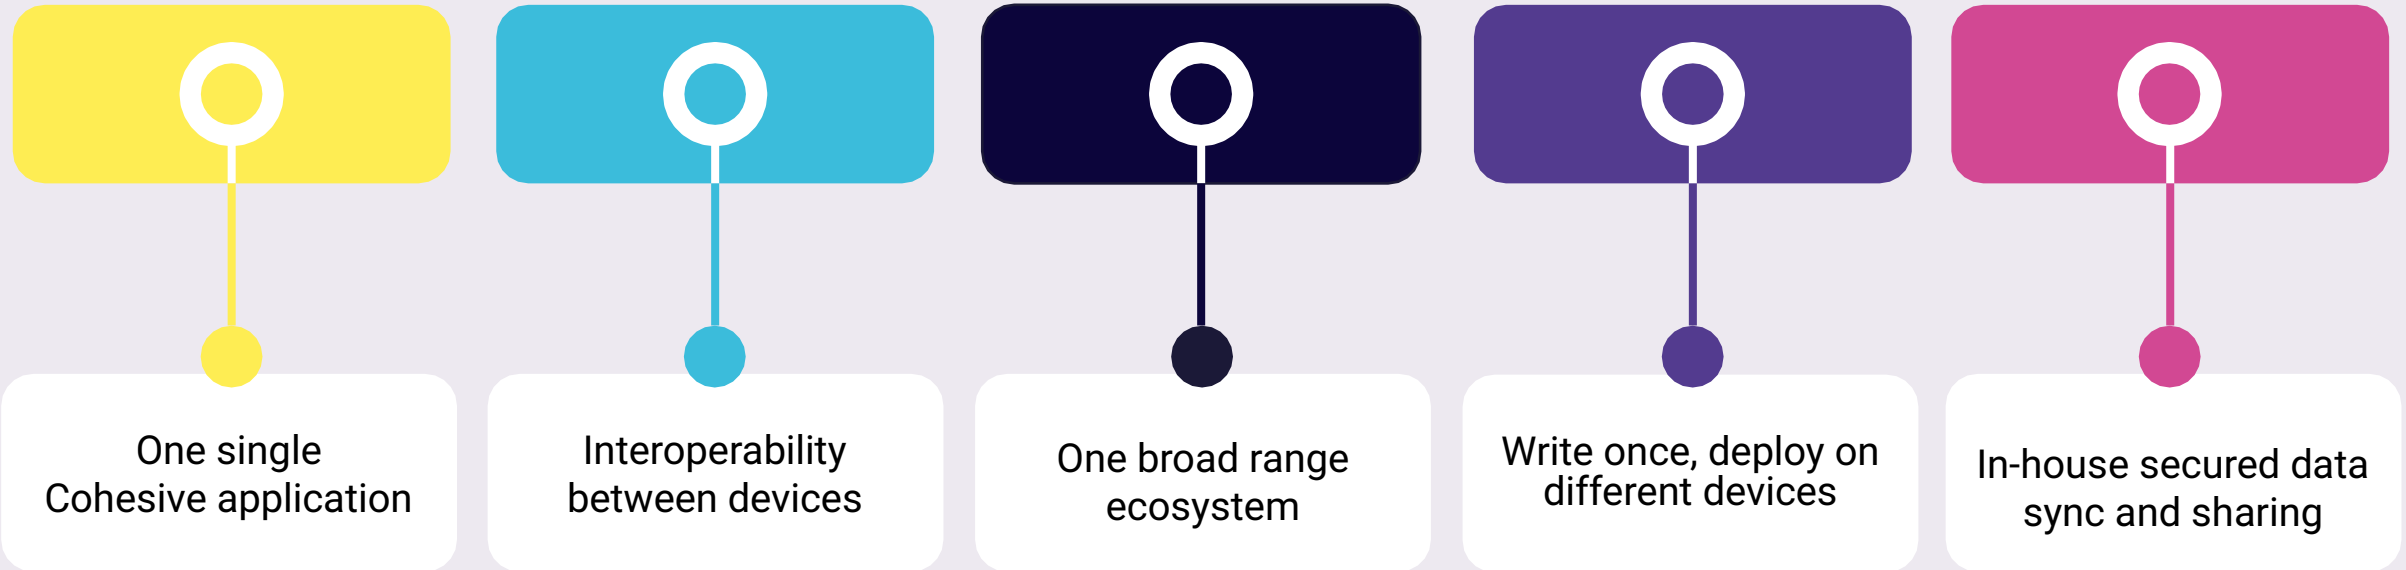 One single
Cohesive application
Interoperability
between devices
One broad range
ecosystem
Write once, deploy on
different devices
In-house secured data
sync and sharing